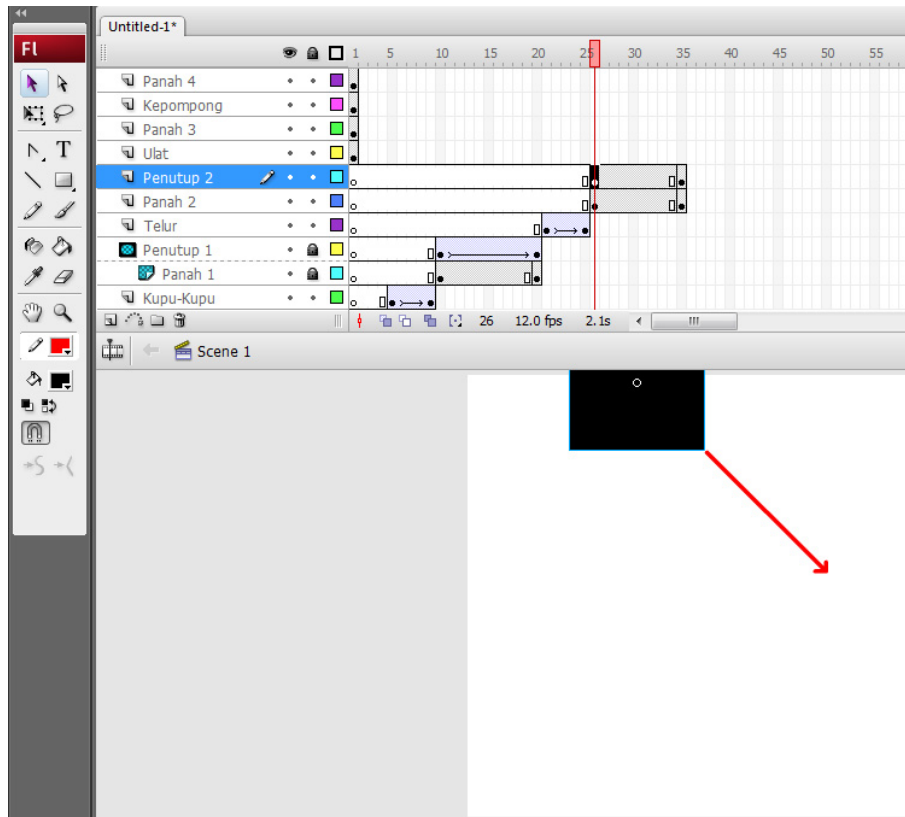 Untitled-1*
Fl
1 5 10 15 20 25 30 35 40 45 50 55
Panah 4
Kepompong
Panah 3
Ulat
T
Penutup 2
Panah 2
Telur
Penutup 1
Panah 1
Kupu-Kupu
26 12.0 fps 2.1s
Scene 1